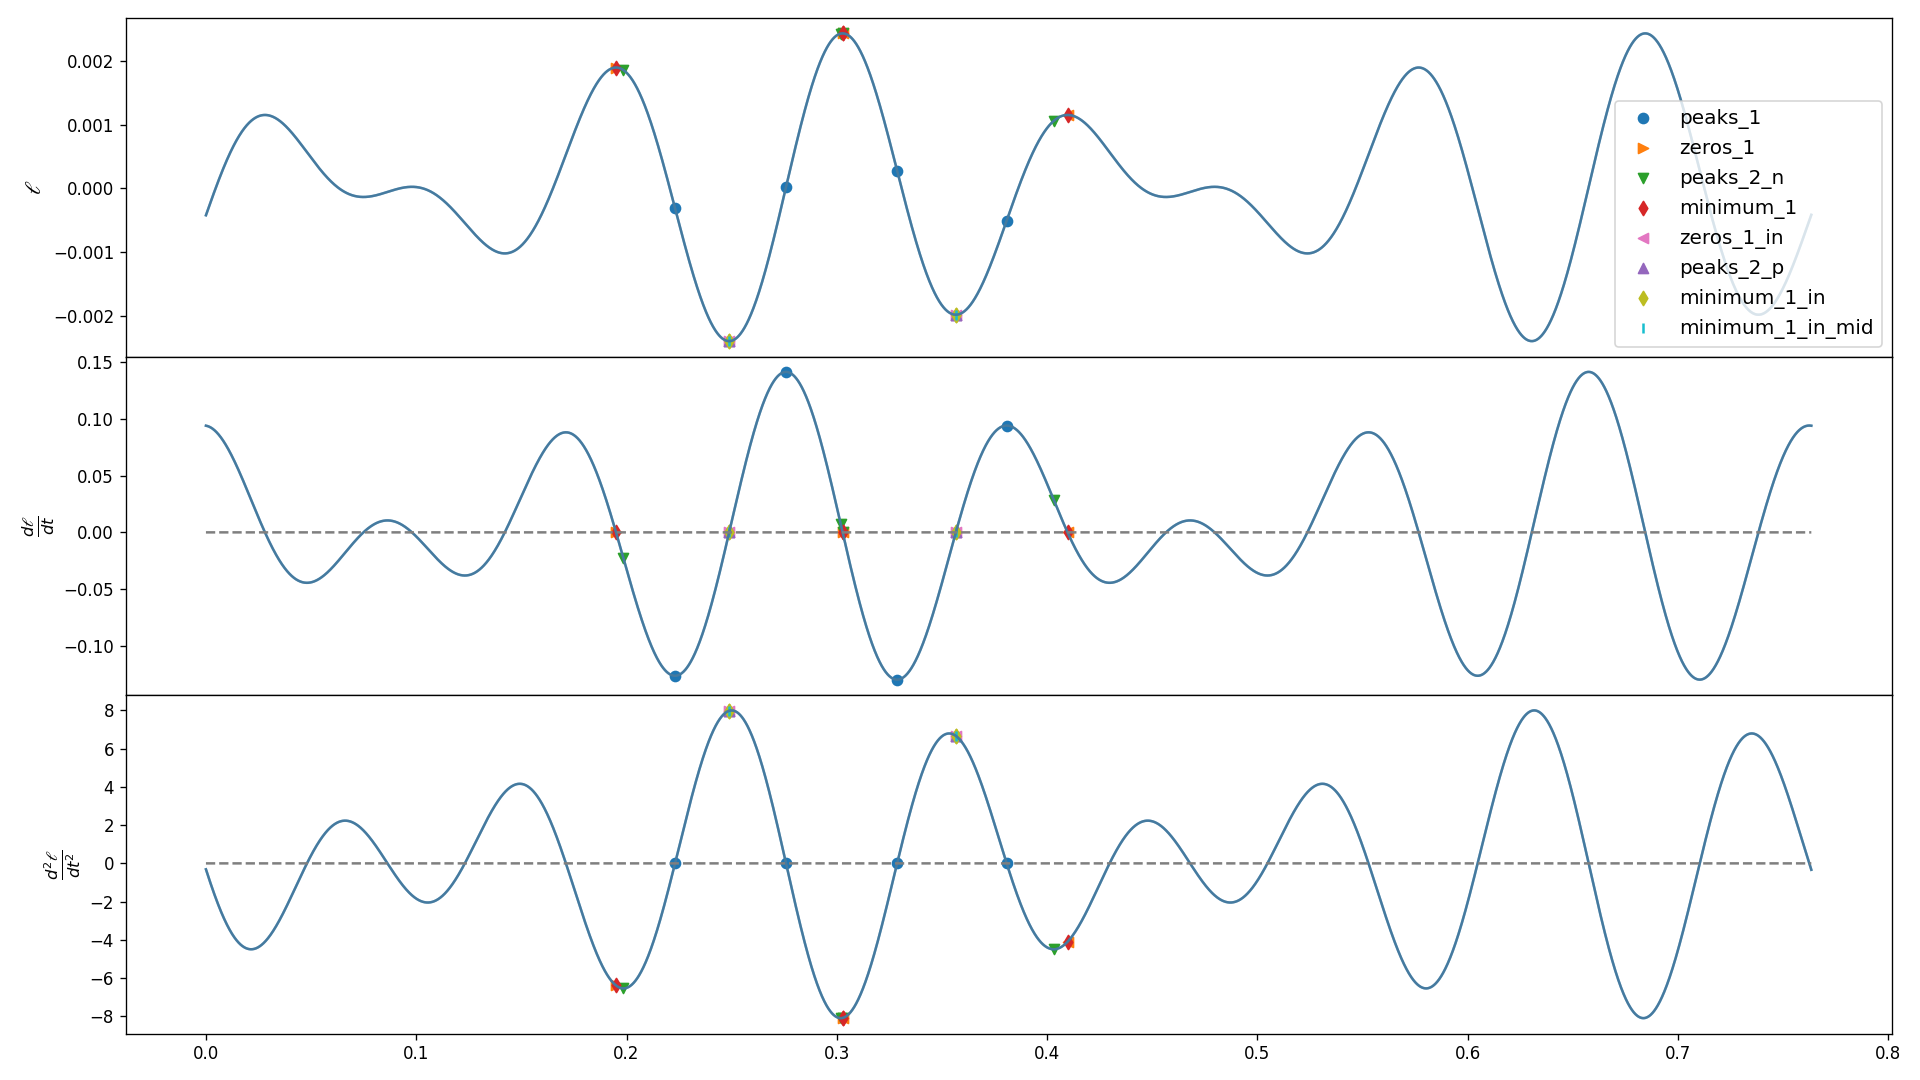 0.002
0.001
0.000
−0.001
−0.002
ℓ
peaks_1
zeros_1
peaks_2_n
minimum_1
zeros_1_in
peaks_2_p
minimum_1_in
minimum_1_in_mid
0.15
0.10
0.05
0.00
−0.05
−0.10
dℓ
dt
8
6
4
2
0
−2
−4
−6
−8
d²ℓ
dt²
0.0 0.1 0.2 0.3 0.4 0.5 0.6 0.7 0.8